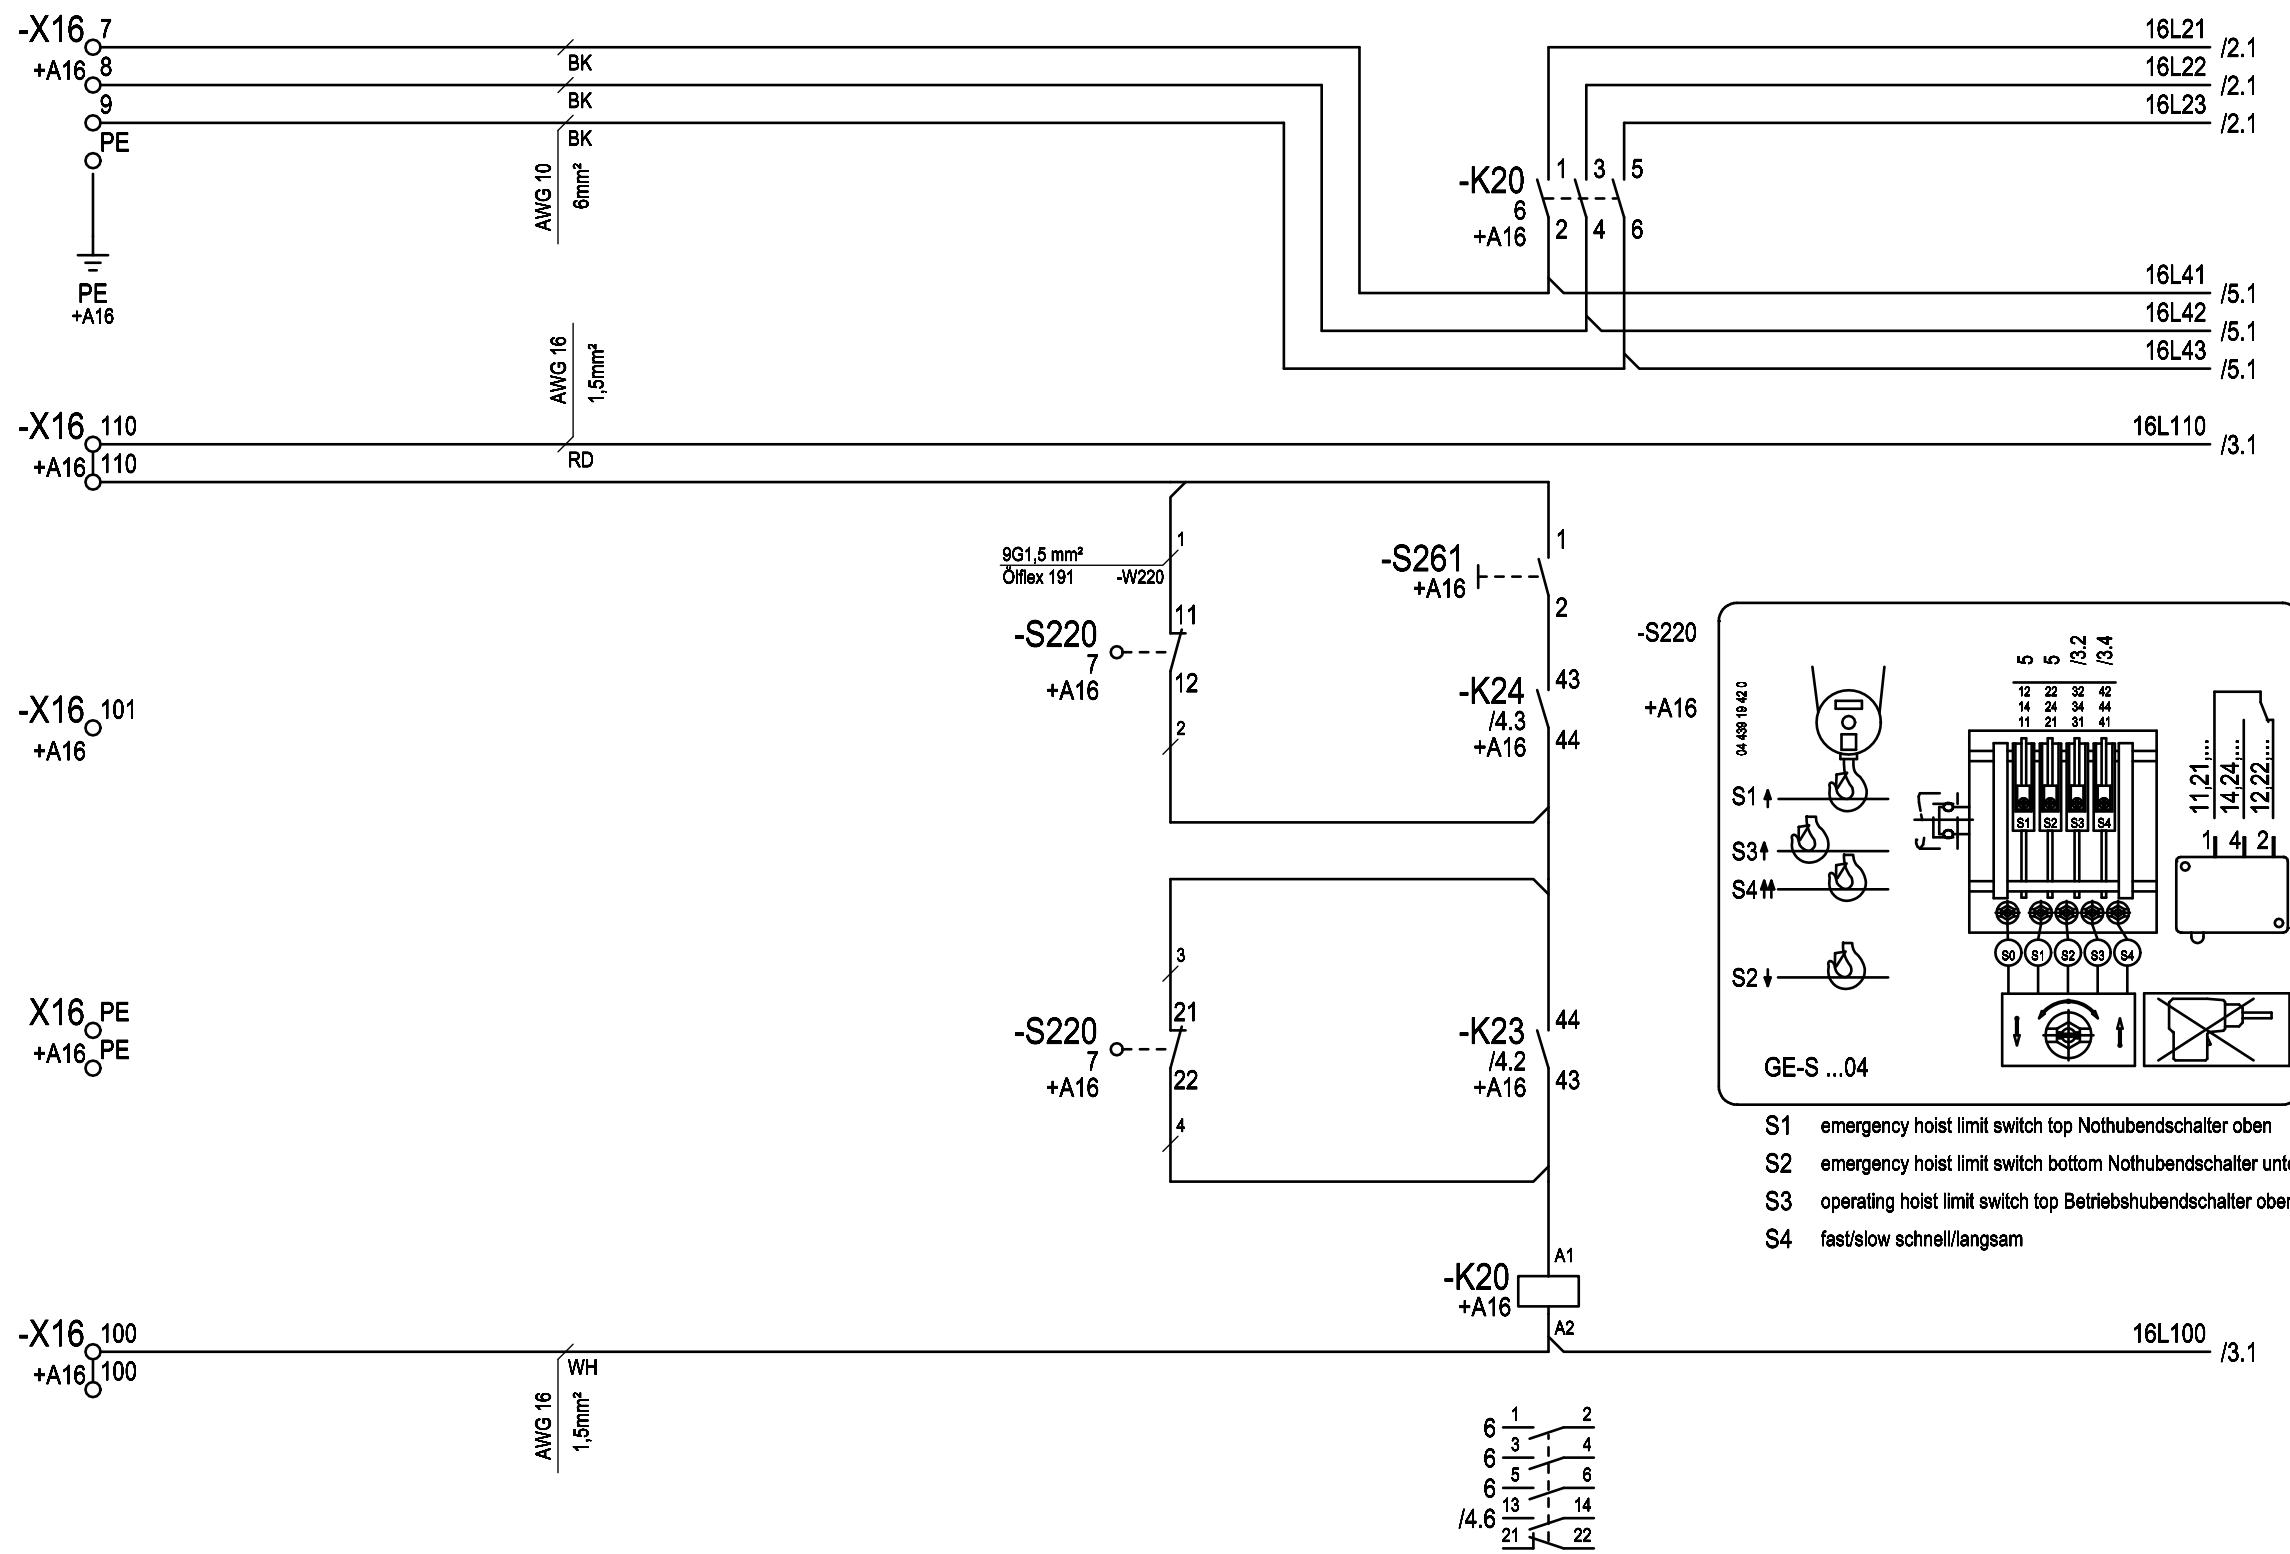 -X16 7
+A16 8
9
PE
PE
+A16
BK
BK
BK
AWG 10
6mm²
16L21 /2.1
16L22 /2.1
16L23 /2.1
-K20
6
+A16
1 3 5
2 4 6
16L41 /5.1
16L42 /5.1
16L43 /5.1
AWG 16
1,5mm²
-X16 110
+A16 110
RD
16L110 /3.1
9G1,5 mm²
Ölflex 191 -W220
1
-S220
7
+A16
11
12
2
-S261
+A16
1
2
-K24
/4.3
+A16
43
44
-X16 101
+A16
X16 PE
+A16 PE
3
-S220
7
+A16
21
22
4
-K23
/4.2
+A16
44
43
-S220
+A16
04 439 19 42 0
S1
S3
S4
S2
GE-S ...04
5 5 /3.2 /3.4
12 22 32 42
14 24 34 44
11 21 31 41
S1 S2 S3 S4
S0 S1 S2 S3 S4
11,21,...
14,24,...
12,22,...
1 4 2
S1 emergency hoist limit switch top Nothubendschalter oben
S2 emergency hoist limit switch bottom Nothubendschalter unte
S3 operating hoist limit switch top Betriebshubendschalter ober
S4 fast/slow schnell/langsam
-K20
+A16
A1
A2
-X16 100
+A16 100
WH
AWG 16
1,5mm²
16L100 /3.1
6 1 2
6 3 4
6 5 6
/4.6 13 14
21 22